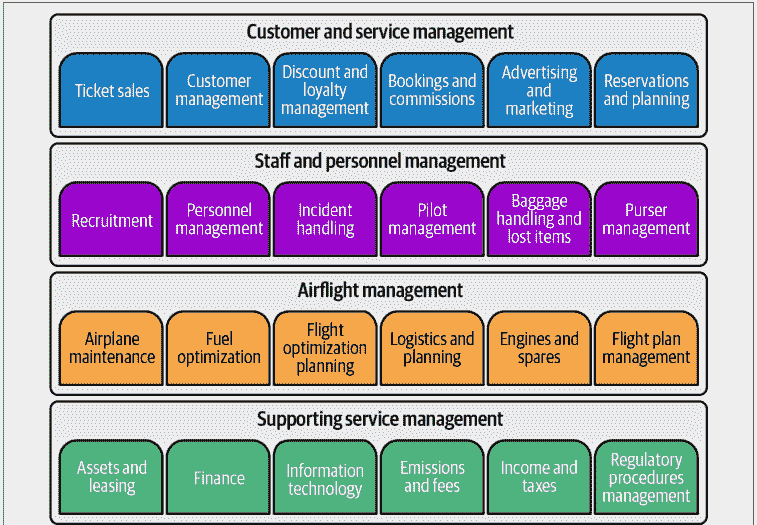 Customer and service management
Ticket sales
Customer
management
Discount and
loyalty
management
Bookings and
commissions
Advertising
and
marketing
Reservations
and planning
Staff and personnel management
Recruitment
Personnel
management
Incident
handling
Pilot
management
Baggage
handling and
lost items
Purser
management
Airflight management
Airplane
maintenance
Fuel
optimization
Flight
optimization
planning
Logistics and
planning
Engines and
spares
Flight plan
management
Supporting service management
Assets and
leasing
Finance
Information
technology
Emissions
and fees
Income and
taxes
Regulatory
procedures
management